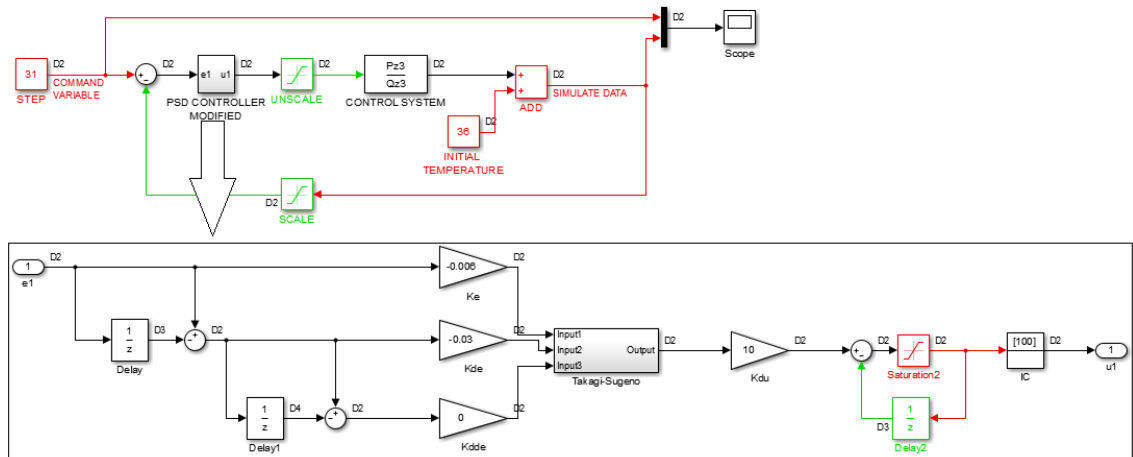 D2
D2
Scope
31
D2
COMMAND
VARIABLE
STEP
+
-
D2
e1 u1
D2
PSD CONTROLLER
MODIFIED
D2
UNSCALE
Pz3
Qz3
D2
CONTROL SYSTEM
+
+
D2
SIMULATE DATA
ADD
36
D2
INITIAL
TEMPERATURE
D2
SCALE
1
D2
e1
-0.006
D2
Ke
1
z
D3
Delay
-
+
D2
-0.03
D2
Kde
1
z
D4
Delay1
-
+
D2
0
D2
Kdde
Input1
Input2
Input3
Output
D2
Takagi-Sugeno
10
D2
Kdu
+
-
D2
D2
Saturation2
1
z
D3
Delay2
[100]
D2
IC
1
u1